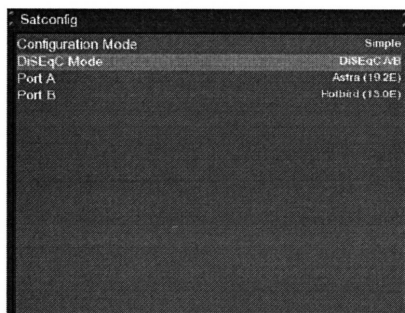 Satconfig
Configuration Mode Simple
DiSEqC Mode DiSEqC A/B
Port A Astra (19.2E)
Port B Hotbird (13.0E)